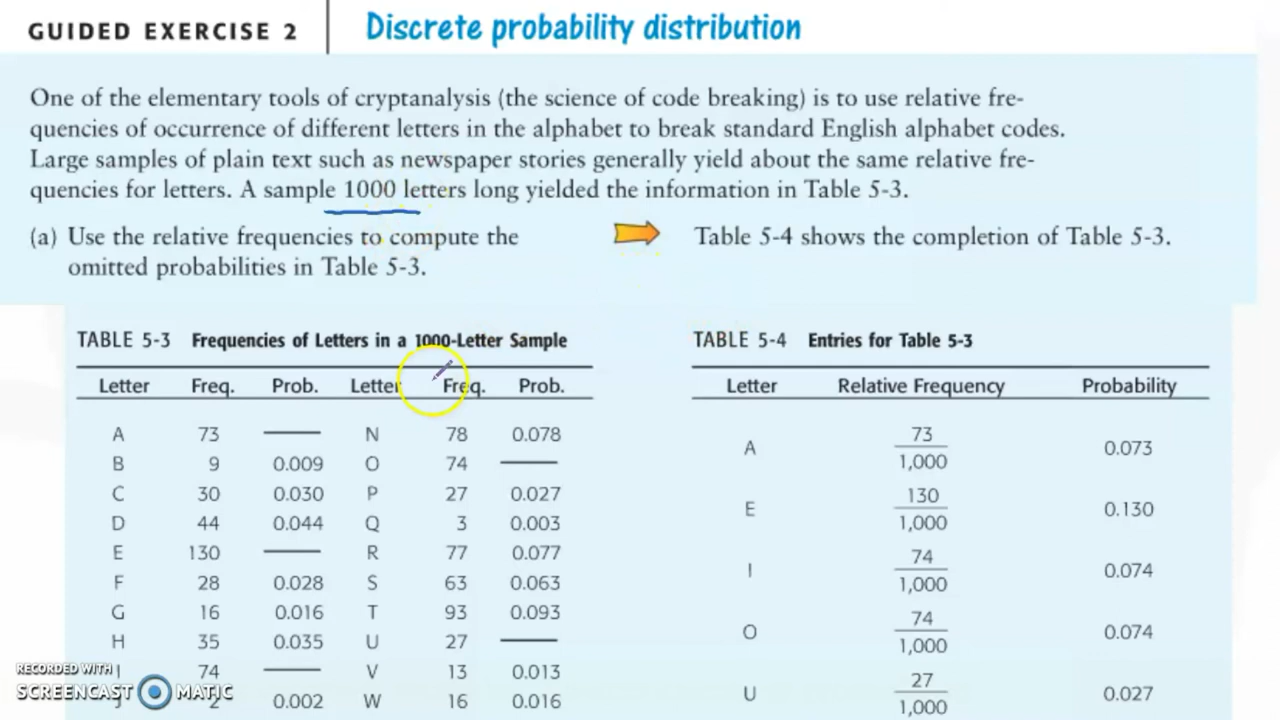 GUIDED EXERCISE 2
Discrete probability distribution
One of the elementary tools of cryptanalysis (the science of code breaking) is to use relative fre-
quencies of occurrence of different letters in the alphabet to break standard English alphabet codes.
Large samples of plain text such as newspaper stories generally yield about the same relative fre-
quencies for letters. A sample 1000 letters long yielded the information in Table 5-3.
(a) Use the relative frequencies to compute the
omitted probabilities in Table 5-3.
Table 5-4 shows the completion of Table 5-3.
TABLE 5-3 Frequencies of Letters in a 1000-Letter Sample
Letter Freq. Prob. Letter Freq. Prob.
A 73 N 78 0.078
B 9 0.009 O 74
C 30 0.030 P 27 0.027
D 44 0.044 Q 3 0.003
E 130 R 77 0.077
F 28 0.028 S 63 0.063
G 16 0.016 T 93 0.093
H 35 0.035 U 27
I 74 V 13 0.013
J 2 0.002 W 16 0.016
TABLE 5-4 Entries for Table 5-3
Letter Relative Frequency Probability
A 73/1,000 0.073
E 130/1,000 0.130
I 74/1,000 0.074
O 74/1,000 0.074
U 27/1,000 0.027
RECORDED WITH
SCREENCAST MATIC